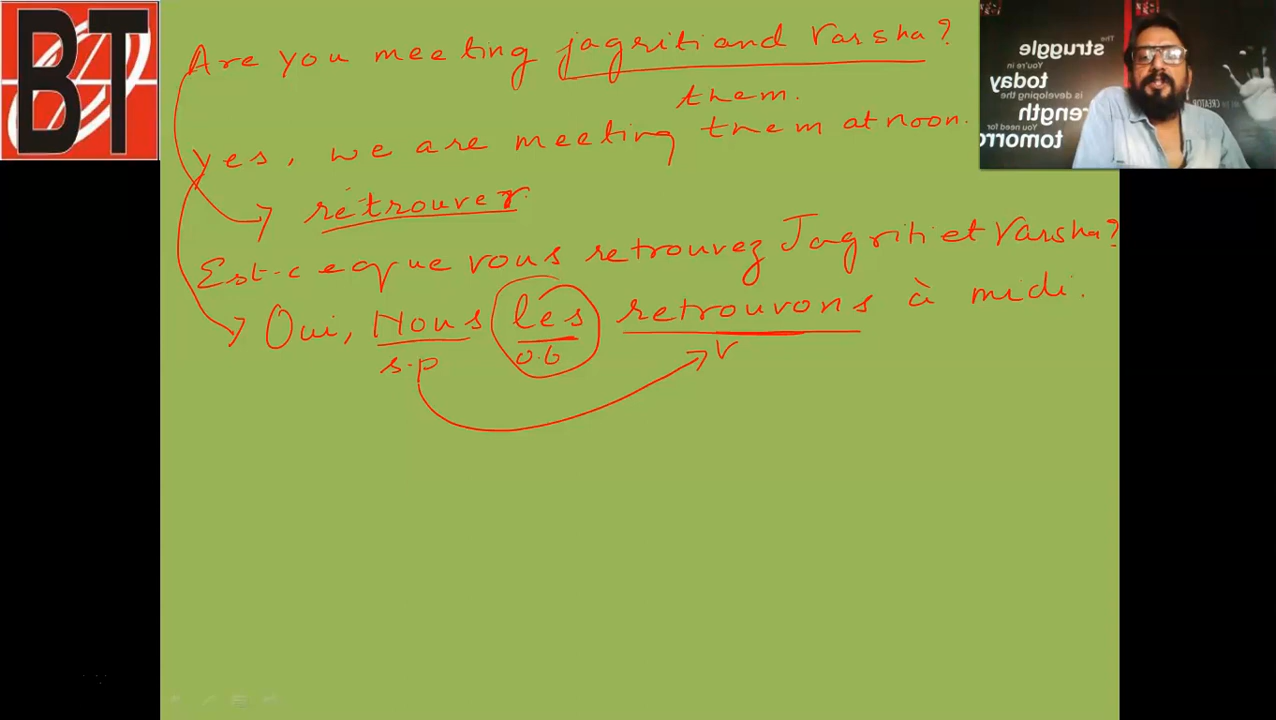 BT
Are you meeting jagriti and Varsha?
them.
Yes, we are meeting them at noon.
retrouver
Est-ce que vous retrouvez Jagriti et Varsha?
Oui, Nous les retrouvons à midi.
s.p o.b V
The
struggle
You're in
today
is developing the
strength
You need for
tomorro
CREATOR